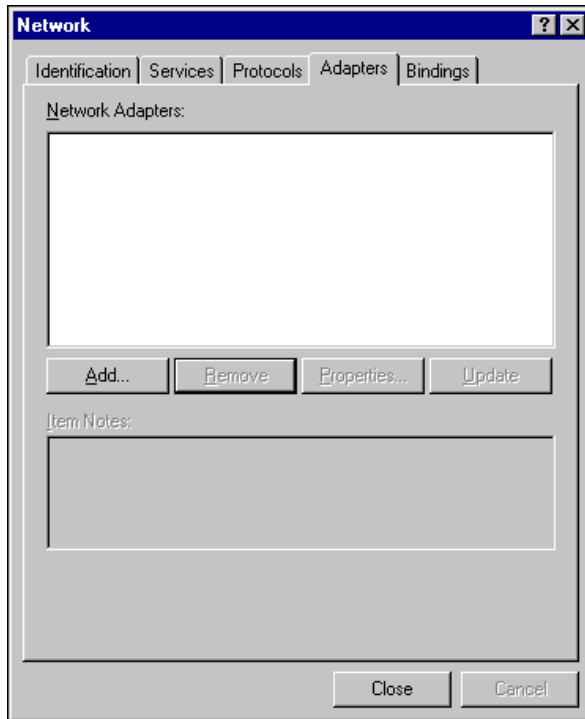 Network
Identification Services Protocols Adapters Bindings
Network Adapters:
Add... Remove Properties... Update
Item Notes:
Close Cancel